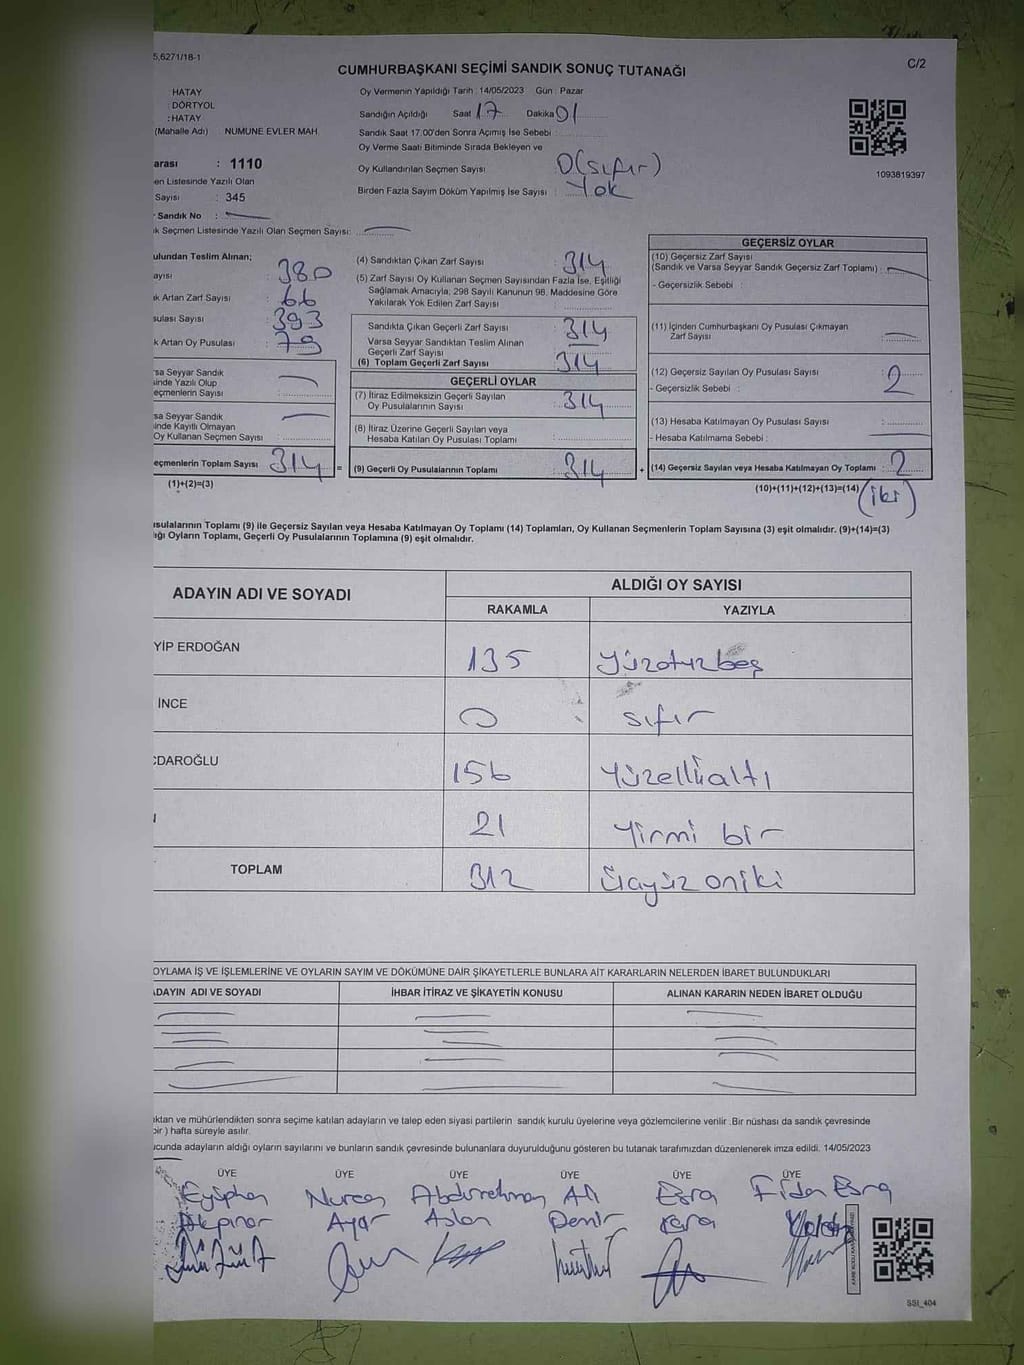 5,6271/18-1
CUMHURBAŞKANI SEÇİMİ SANDIK SONUÇ TUTANAĞI
C/2
HATAY
: DÖRTYOL
: HATAY
(Mahalle Adı) NUMUNE EVLER MAH.
arası : 1110
en Listesinde Yazılı Olan
Sayısı : 345
Sandık No :
k Seçmen Listesinde Yazılı Olan Seçmen Sayısı:
Oy Vermenin Yapıldığı Tarih : 14/05/2023 Gün : Pazar
Sandığın Açıldığı Saat 17 Dakika 01
Sandık Saat 17.00'den Sonra Açımış İse Sebebi :
Oy Verme Saati Bitiminde Sırada Bekleyen ve
Oy Kullandırılan Seçmen Sayısı : 0(sıfır)
Birden Fazla Sayım Döküm Yapılmış İse Sayısı : Yok
1093819397
ulundan Teslim Alınan;
ayısı : 380
k Artan Zarf Sayısı : 66
sulası Sayısı : 393
k Artan Oy Pusulası : 79
rsa Seyyar Sandık
sinde Yazılı Olup
eçmenlerin Sayısı :
sa Seyyar Sandık
inde Kayıtlı Olmayan
Oy Kullanan Seçmen Sayısı :
eçmenlerin Toplam Sayısı 314 =
(1)+(2)=(3)
(4) Sandıktan Çıkan Zarf Sayısı : 314
(5) Zarf Sayısı Oy Kullanan Seçmen Sayısından Fazla İse, Eşitliği
Sağlamak Amacıyla; 298 Sayılı Kanunun 98. Maddesine Göre
Yakılarak Yok Edilen Zarf Sayısı :
Sandıkta Çıkan Geçerli Zarf Sayısı : 314
Varsa Seyyar Sandıktan Teslim Alınan
Geçerli Zarf Sayısı :
(6) Toplam Geçerli Zarf Sayısı : 314
GEÇERLİ OYLAR
(7) İtiraz Edilmeksizin Geçerli Sayılan
Oy Pusulalarının Sayısı : 314
(8) İtiraz Üzerine Geçerli Sayılan veya
Hesaba Katılan Oy Pusulası Toplamı :
(9) Geçerli Oy Pusulalarının Toplamı : 314 +
GEÇERSİZ OYLAR
(10) Geçersiz Zarf Sayısı
(Sandık ve Varsa Seyyar Sandık Geçersiz Zarf Toplamı) :
- Geçersizlik Sebebi :
(11) İçinden Cumhurbaşkanı Oy Pusulası Çıkmayan
Zarf Sayısı :
(12) Geçersiz Sayılan Oy Pusulası Sayısı : 2
- Geçersizlik Sebebi :
(13) Hesaba Katılmayan Oy Pusulası Sayısı :
- Hesaba Katılmama Sebebi :
(14) Geçersiz Sayılan veya Hesaba Katılmayan Oy Toplamı : 2
(10)+(11)+(12)+(13)=(14) (iki)
usulalarının Toplamı (9) ile Geçersiz Sayılan veya Hesaba Katılmayan Oy Toplamı (14) Toplamları, Oy Kullanan Seçmenlerin Toplam Sayısına (3) eşit olmalıdır. (9)+(14)=(3)
ığı Oyların Toplamı, Geçerli Oy Pusulalarının Toplamına (9) eşit olmalıdır.
ADAYIN ADI VE SOYADI
ALDIĞI OY SAYISI
RAKAMLA YAZIYLA
YİP ERDOĞAN 135 yüzotuzbeş
İNCE 0 sıfır
ÇDAROĞLU 156 yüzellialtı
21 yirmi bir
TOPLAM 312 üçyüz oniki
OYLAMA İŞ VE İŞLEMLERİNE VE OYLARIN SAYIM VE DÖKÜMÜNE DAİR ŞİKAYETLERLE BUNLARA AİT KARARLARIN NELERDEN İBARET BULUNDUKLARI
ADAYIN ADI VE SOYADI İHBAR İTİRAZ VE ŞİKAYETİN KONUSU ALINAN KARARIN NEDEN İBARET OLDUĞU
ıktan ve mühürlendikten sonra seçime katılan adayların ve talep eden siyasi partilerin sandık kurulu üyelerine veya gözlemcilerine verilir .Bir nüshası da sandık çevresinde
bir ) hafta süreyle asılır.
ucunda adayların aldığı oyların sayılarını ve bunların sandık çevresinde bulunanlara duyurulduğunu gösteren bu tutanak tarafımızdan düzenlenerek imza edildi. 14/05/2023
ÜYE ÜYE ÜYE ÜYE ÜYE ÜYE
Eyüphan Nurcan Abdurrahman Ali Esra Fidan Esra
Akpınar Ayar Aslan Demir Kara
SSİ_404